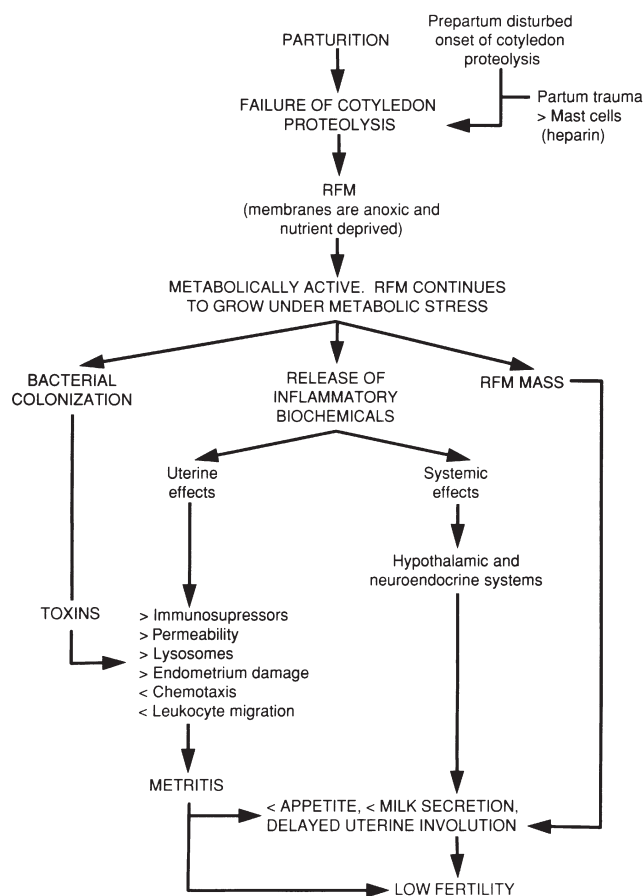 PARTURITION
Prepartum disturbed
onset of cotyledon
proteolysis
Partum trauma
> Mast cells
(heparin)
FAILURE OF COTYLEDON
PROTEOLYSIS
RFM
(membranes are anoxic and
nutrient deprived)
METABOLICALLY ACTIVE. RFM CONTINUES
TO GROW UNDER METABOLIC STRESS
BACTERIAL
COLONIZATION
RELEASE OF
INFLAMMATORY
BIOCHEMICALS
RFM MASS
Uterine
effects
Systemic
effects
Hypothalamic and
neuroendocrine systems
TOXINS
> Immunosupressors
> Permeability
> Lysosomes
> Endometrium damage
< Chemotaxis
< Leukocyte migration
METRITIS
< APPETITE, < MILK SECRETION,
DELAYED UTERINE INVOLUTION
LOW FERTILITY